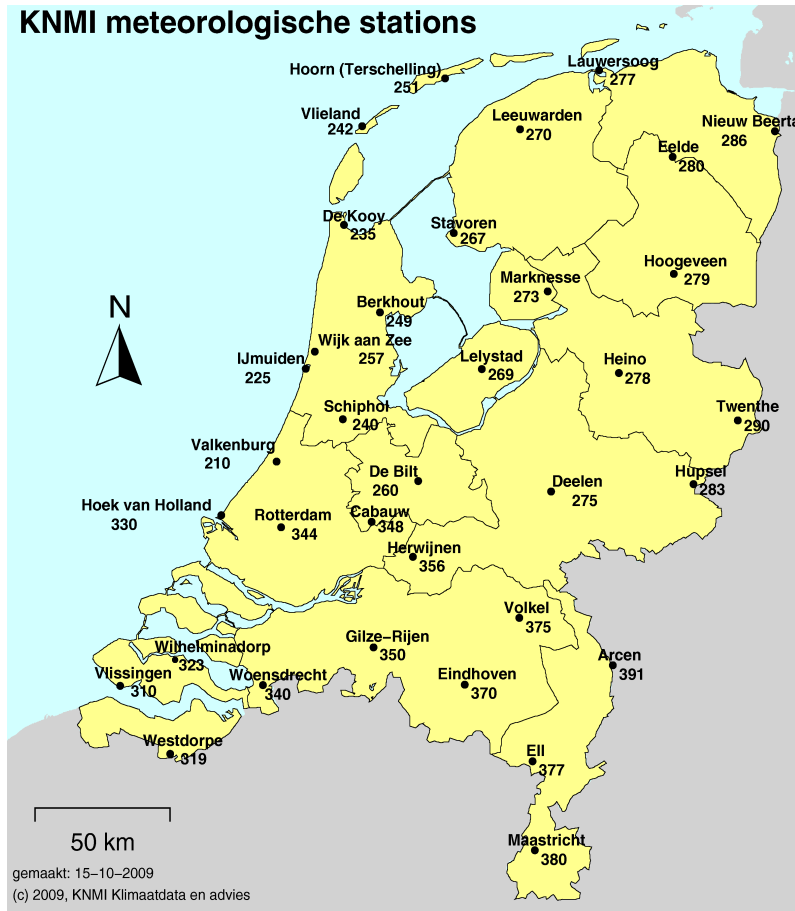 KNMI meteorologische stations
Lauwersoog
277
Hoorn (Terschelling)
251
Vlieland
242
Leeuwarden
270
Nieuw Beerta
286
Eelde
280
De Kooy
235
Stavoren
267
Hoogeveen
279
Marknesse
273
Berkhout
249
N
Wijk aan Zee
257
IJmuiden
225
Lelystad
269
Heino
278
Schiphol
240
Twenthe
290
Valkenburg
210
De Bilt
260
Deelen
275
Hupsel
283
Hoek van Holland
330
Rotterdam
344
Cabauw
348
Herwijnen
356
Volkel
375
Gilze−Rijen
350
Wilhelminadorp
323
Vlissingen
310
Woensdrecht
340
Eindhoven
370
Arcen
391
Westdorpe
319
Ell
377
50 km
Maastricht
380
gemaakt: 15−10−2009
(c) 2009, KNMI Klimaatdata en advies